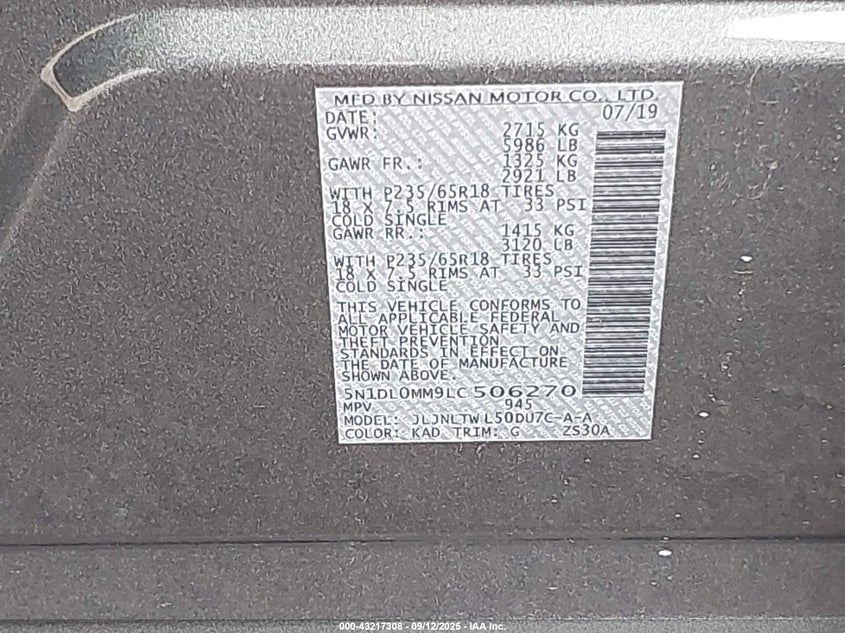 MFD BY NISSAN MOTOR CO., LTD.
DATE: 07/19
GVWR: 2715 KG
5986 LB
GAWR FR.: 1325 KG
2921 LB
WITH P235/65R18 TIRES
18 X 7.5 RIMS AT 33 PSI
COLD SINGLE
GAWR RR.: 1415 KG
3120 LB
WITH P235/65R18 TIRES
18 X 7.5 RIMS AT 33 PSI
COLD SINGLE
THIS VEHICLE CONFORMS TO
ALL APPLICABLE FEDERAL
MOTOR VEHICLE SAFETY AND
THEFT PREVENTION
STANDARDS IN EFFECT ON
THE DATE OF MANUFACTURE
SHOWN ABOVE.
5N1DL0MM9LC 506270
MPV 945
MODEL: JLJNLTWL50DU7C-A-A
COLOR: KAD TRIM: G ZS30A
000-43217308 - 09/12/2025 - IAA Inc.